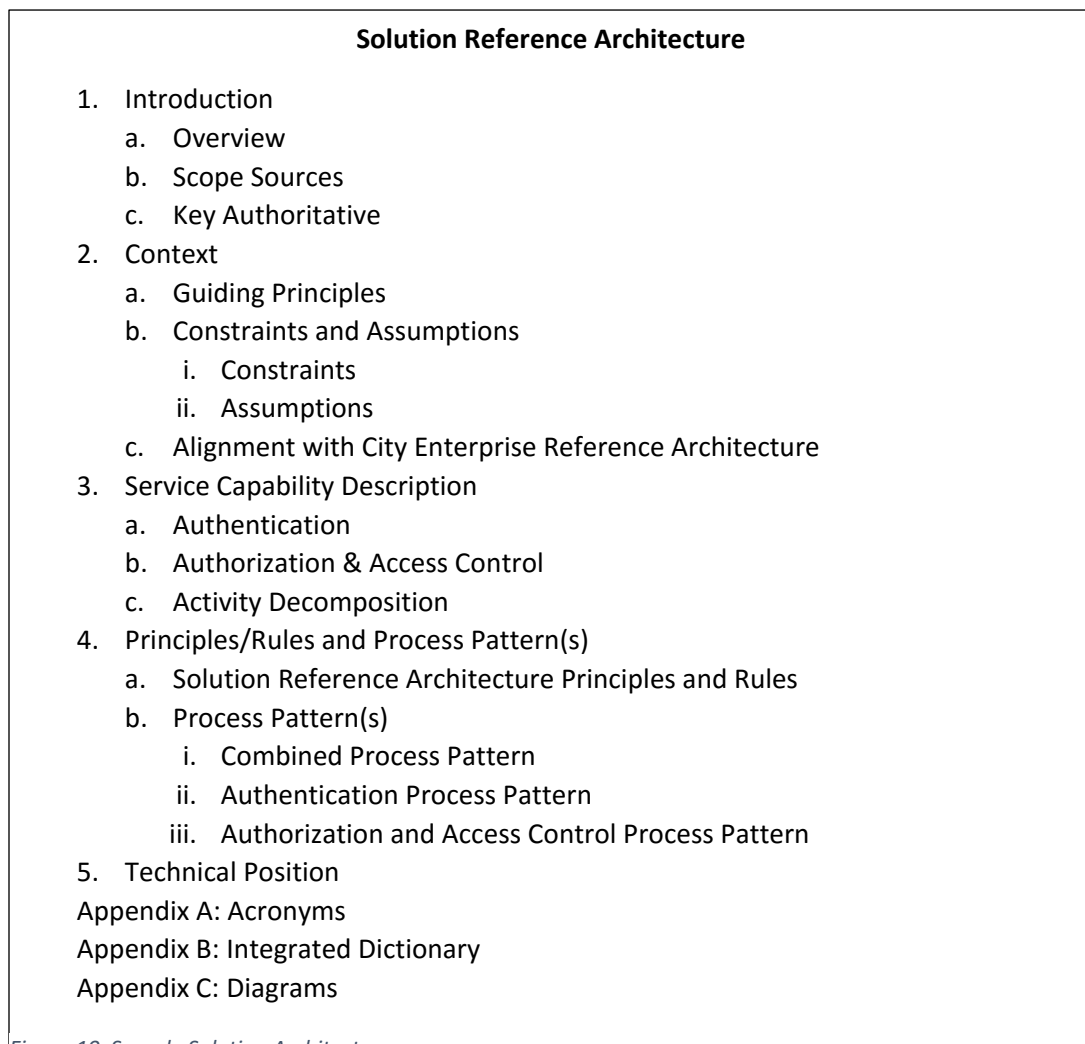 Solution Reference Architecture
1. Introduction
a. Overview
b. Scope Sources
c. Key Authoritative
2. Context
a. Guiding Principles
b. Constraints and Assumptions
i. Constraints
ii. Assumptions
c. Alignment with City Enterprise Reference Architecture
3. Service Capability Description
a. Authentication
b. Authorization & Access Control
c. Activity Decomposition
4. Principles/Rules and Process Pattern(s)
a. Solution Reference Architecture Principles and Rules
b. Process Pattern(s)
i. Combined Process Pattern
ii. Authentication Process Pattern
iii. Authorization and Access Control Process Pattern
5. Technical Position
Appendix A: Acronyms
Appendix B: Integrated Dictionary
Appendix C: Diagrams